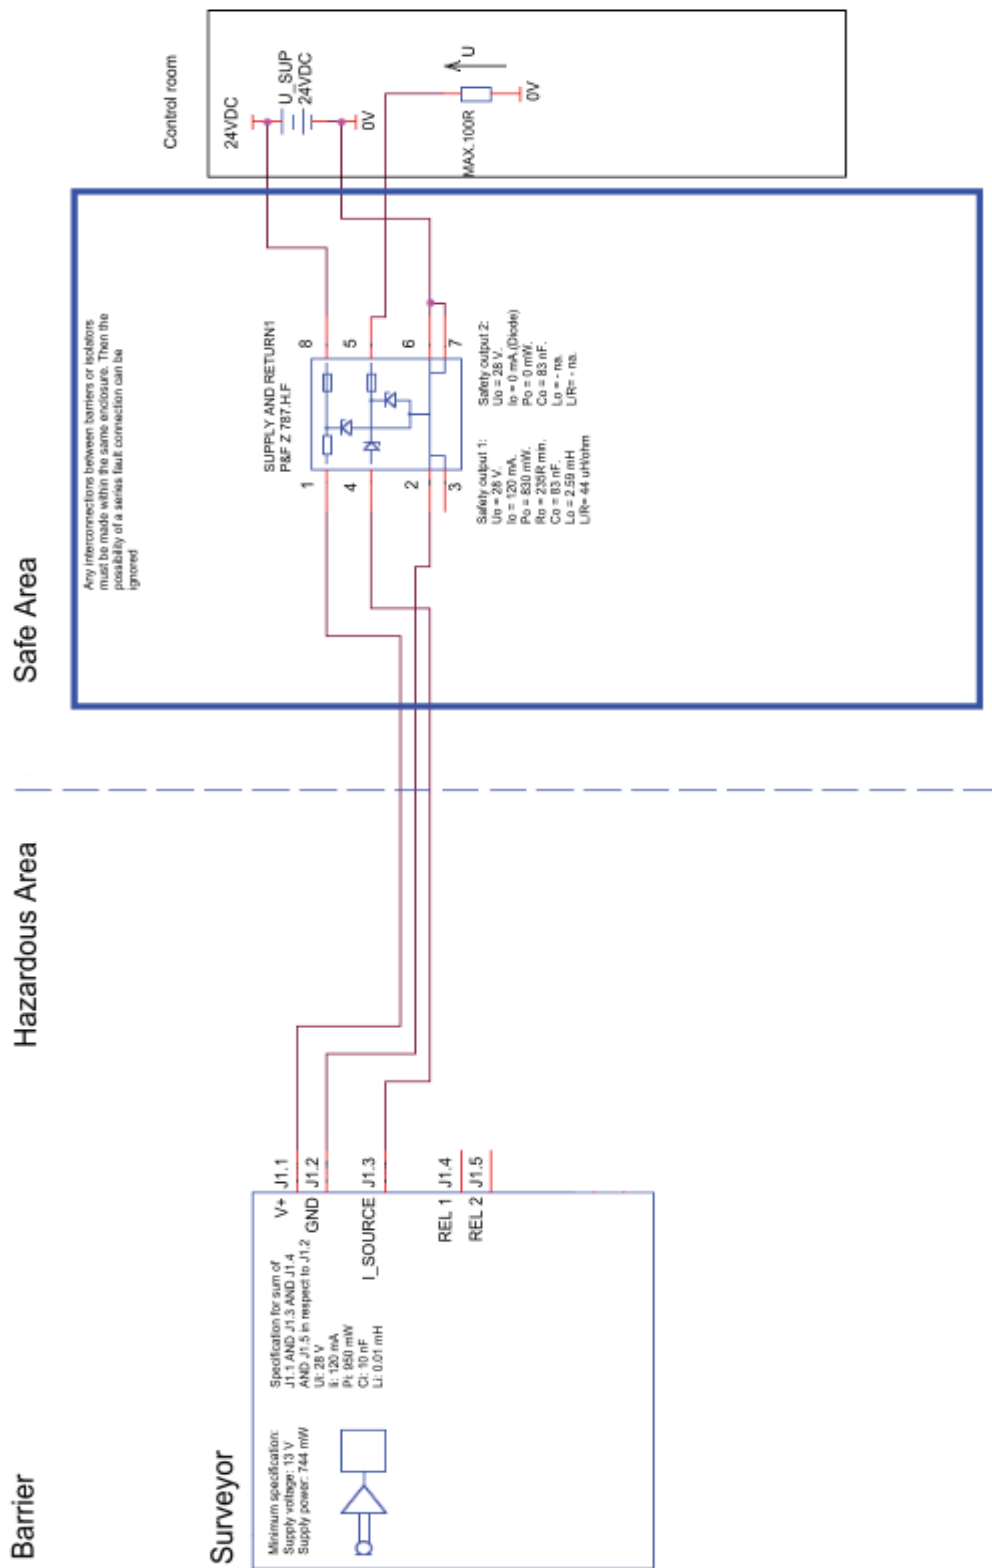 Barrier
Hazardous Area
Safe Area
Surveyor
Minimum specification:
Supply voltage: 13 V
Supply power: 744 mW
Specification for sum of
J1.1 AND J1.3 AND J1.4
AND J1.5 in respect to J1.2
Ui: 28 V
Ii: 120 mA
Pi: 950 mW
Ci: 10 nF
Li: 0.01 mH
V+ J1.1
GND J1.2
I_SOURCE J1.3
REL 1 J1.4
REL 2 J1.5
Any interconnections between barriers or isolators
must be made within the same enclosure. Then the
possibility of a series fault connection can be
ignored
SUPPLY AND RETURN1
P&F Z 787.H.F
1 8
4 5
2 6
3 7
Safety output 1:
Uo = 28 V.
Io = 120 mA.
Po = 830 mW.
Ro = 235R min.
Co = 83 nF.
Lo = 2.59 mH
L/R= 44 uH/ohm
Safety output 2:
Uo = 28 V.
Io = 0 mA.(Diode)
Po = 0 mW.
Co = 83 nF.
Lo = - na.
L/R= - na.
Control room
24VDC
U_SUP
24VDC
0V
MAX.100R
U
0V